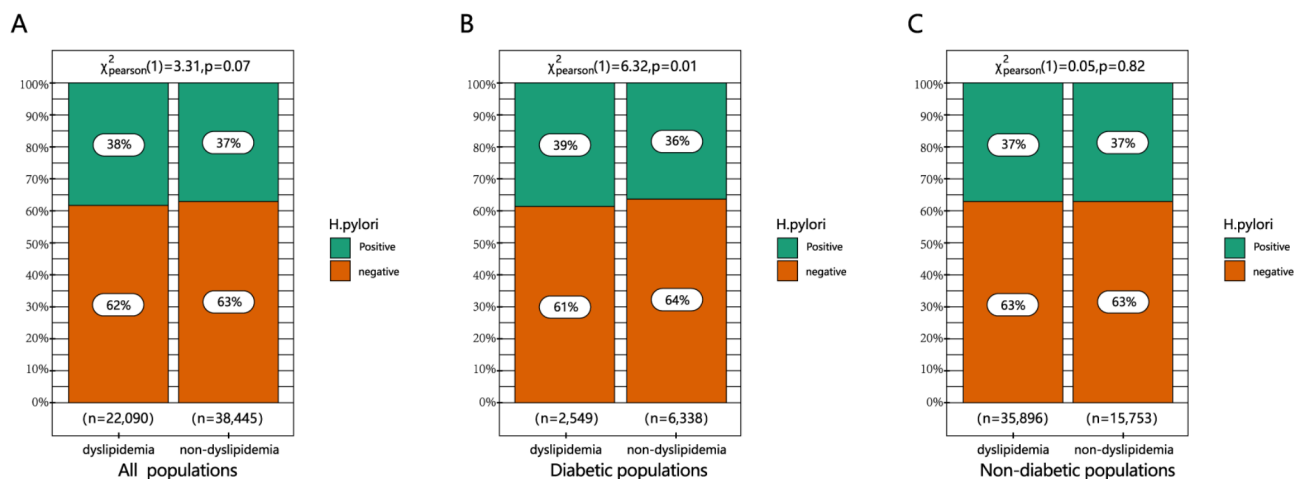 A
χ²pearson(1)=3.31,p=0.07
100%
90%
80%
70%
60%
50%
40%
30%
20%
10%
0%
38%
37%
62%
63%
(n=22,090)
(n=38,445)
dyslipidemia
non-dyslipidemia
All populations
H.pylori
Positive
negative
B
χ²pearson(1)=6.32,p=0.01
100%
90%
80%
70%
60%
50%
40%
30%
20%
10%
0%
39%
36%
61%
64%
(n=2,549)
(n=6,338)
dyslipidemia
non-dyslipidemia
Diabetic populations
H.pylori
Positive
negative
C
χ²pearson(1)=0.05,p=0.82
100%
90%
80%
70%
60%
50%
40%
30%
20%
10%
0%
37%
37%
63%
63%
(n=35,896)
(n=15,753)
dyslipidemia
non-dyslipidemia
Non-diabetic populations
H.pylori
Positive
negative